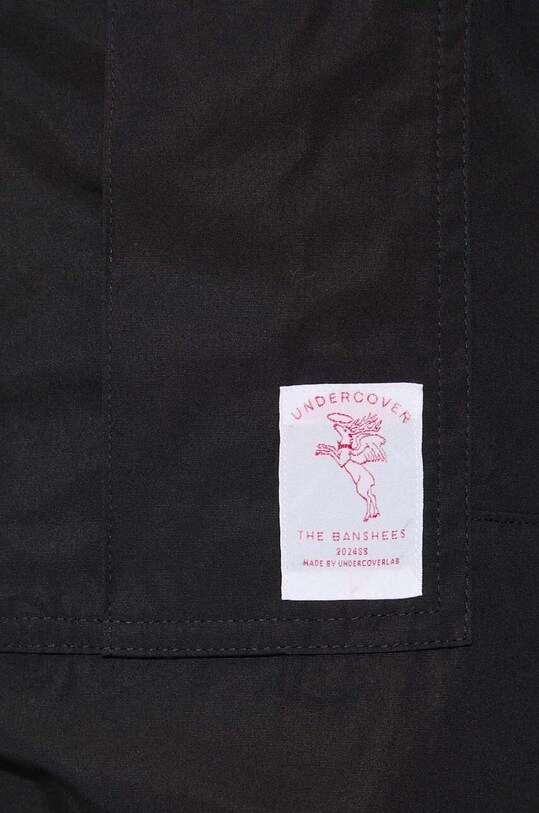 UNDERCOVER
THE BANSHEES
2024SS
MADE BY UNDERCOVERLAB